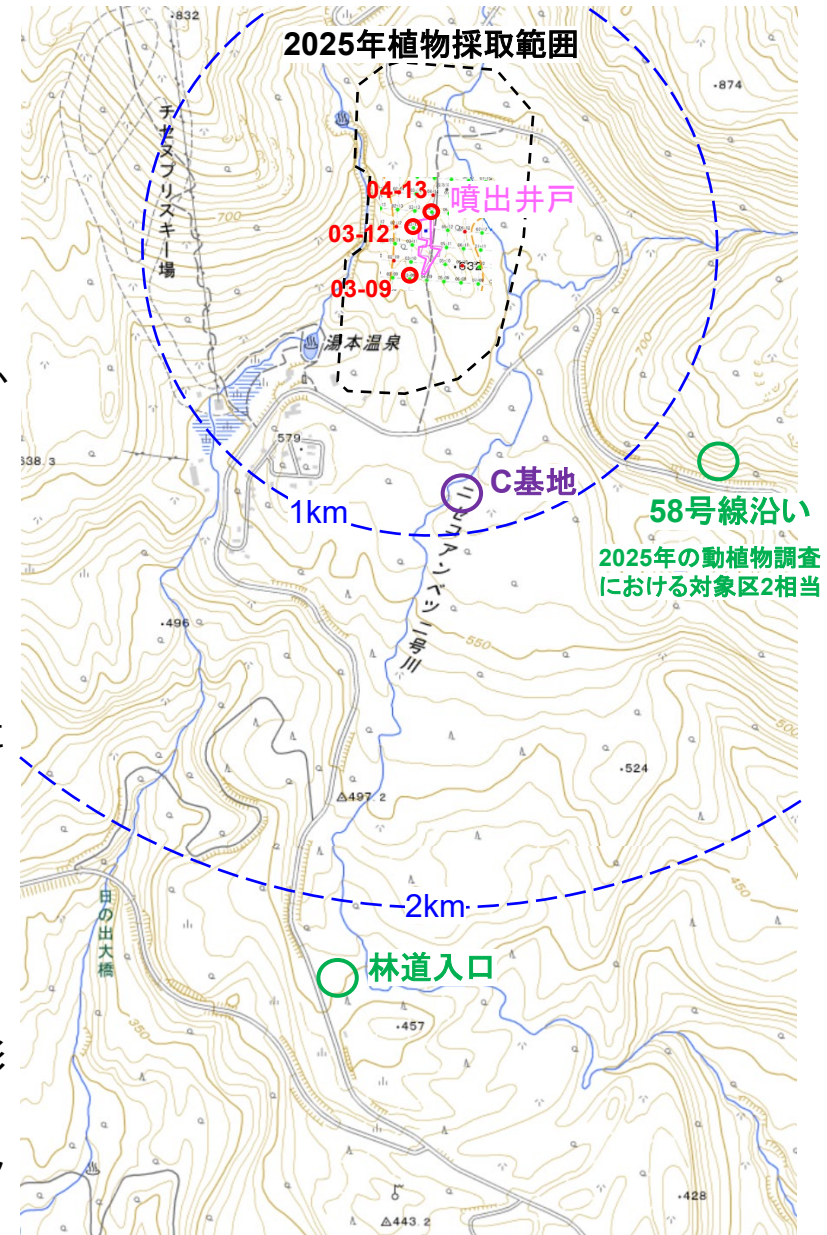 ・832
2025年植物採取範囲
・874
チセヌプリスキー場
04-13
噴出井戸
03-12
・632
03-09
700
湯本温泉
700
579
638.3
C基地
1km
58号線沿い
2025年の動植物調査
における対象区2相当
ニセコアンベツ二号川
・496
550
500
・524
△497.2
450
2km
日の出大橋
林道入口
350
・457
・428
△443.2